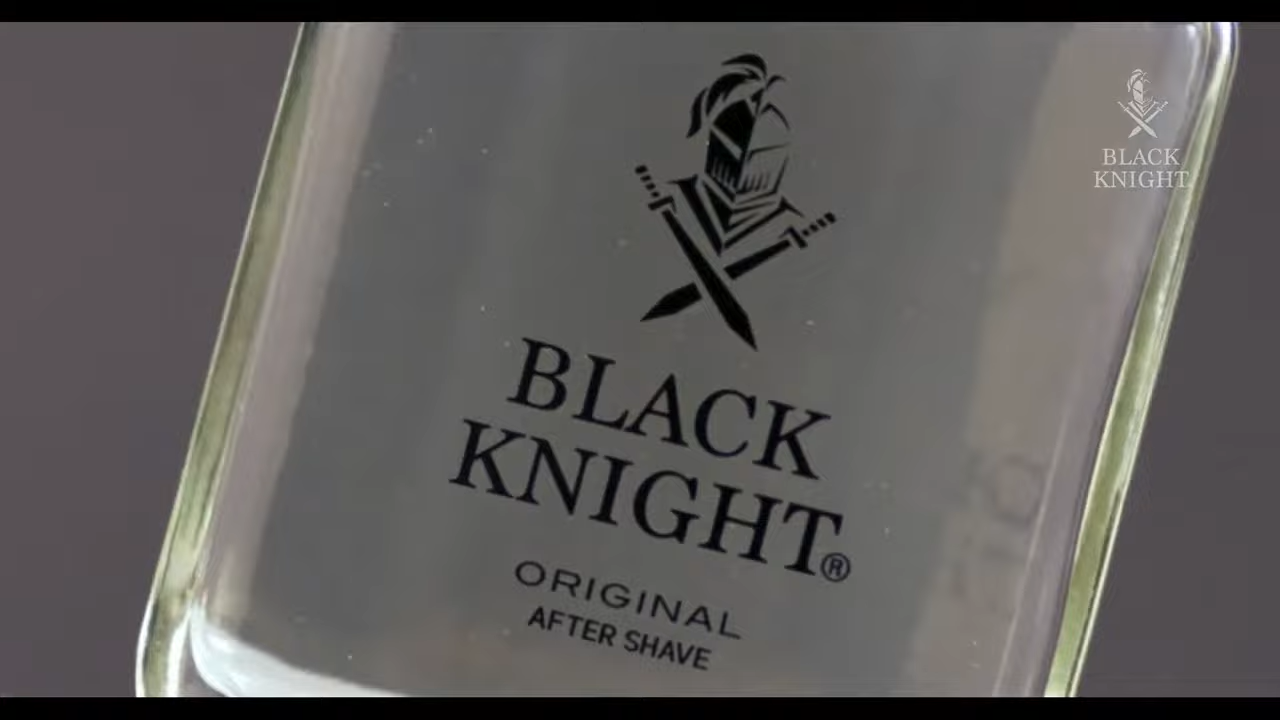 BLACK
KNIGHT®
ORIGINAL
AFTER SHAVE
BLACK
KNIGHT